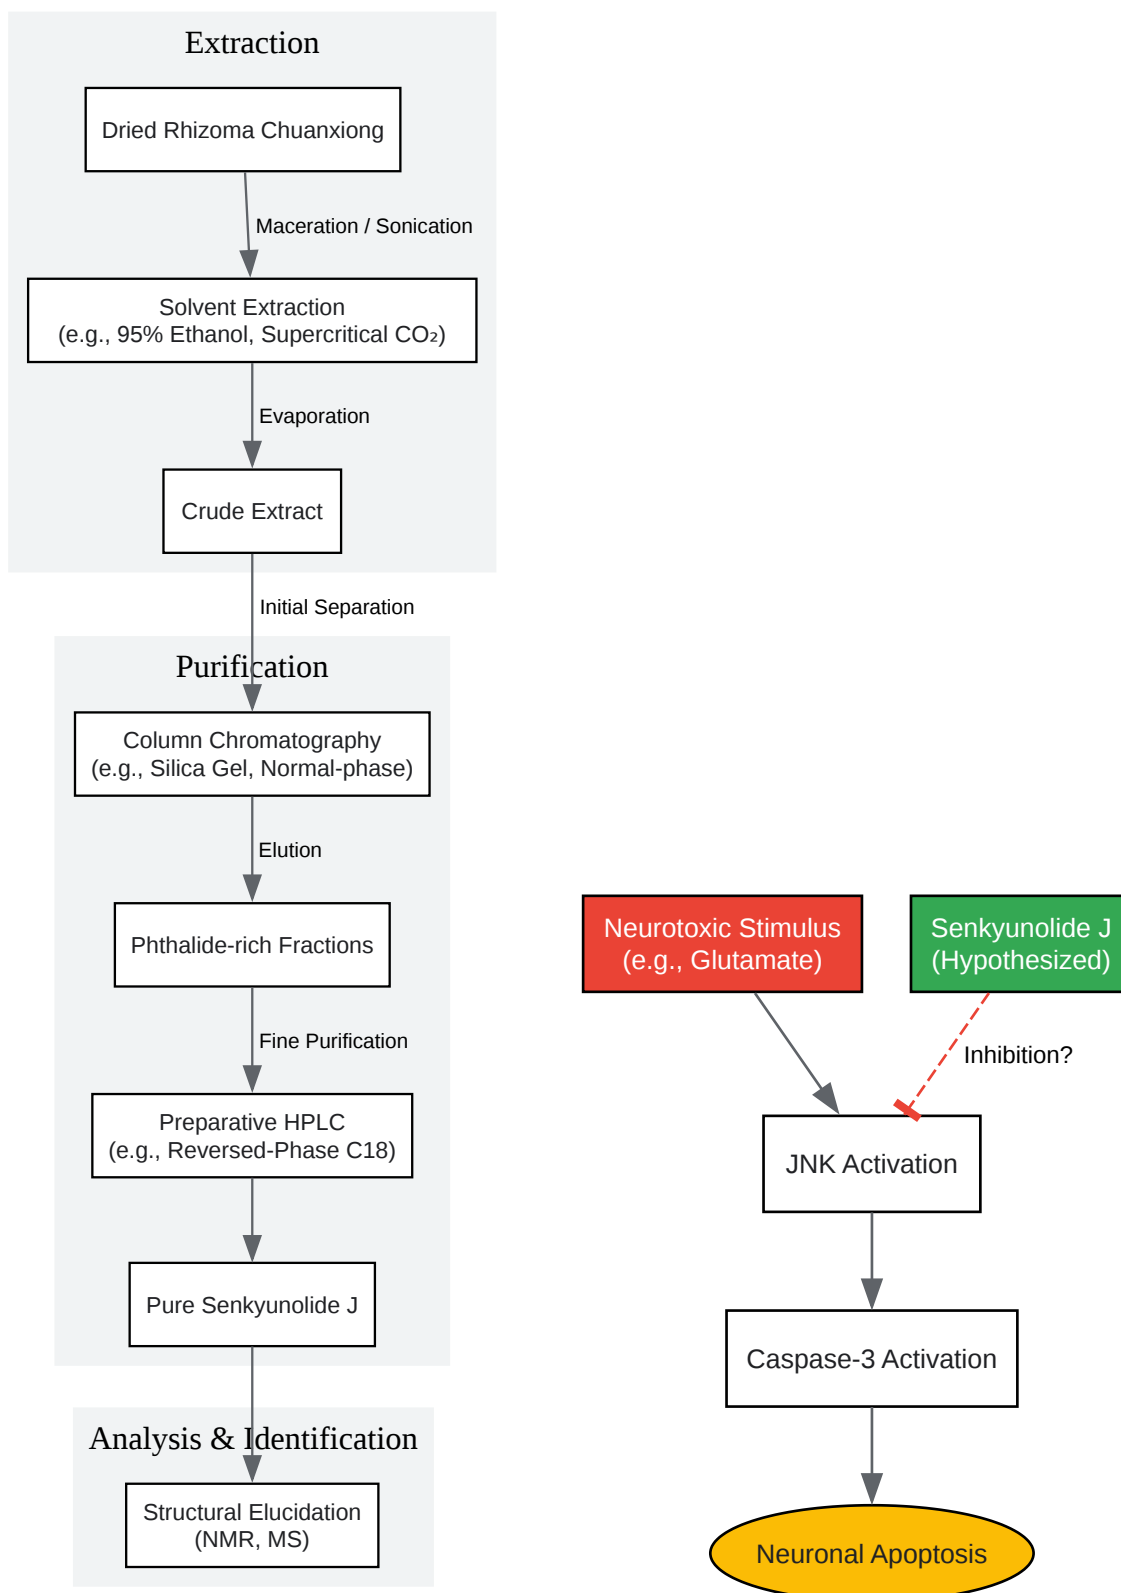 Extraction
Dried Rhizoma Chuanxiong
Maceration / Sonication
Solvent Extraction
(e.g., 95% Ethanol, Supercritical CO₂)
Evaporation
Crude Extract
Initial Separation
Purification
Column Chromatography
(e.g., Silica Gel, Normal-phase)
Elution
Phthalide-rich Fractions
Fine Purification
Preparative HPLC
(e.g., Reversed-Phase C18)
Pure Senkyunolide J
Analysis & Identification
Structural Elucidation
(NMR, MS)
Neurotoxic Stimulus
(e.g., Glutamate)
Senkyunolide J
(Hypothesized)
Inhibition?
JNK Activation
Caspase-3 Activation
Neuronal Apoptosis